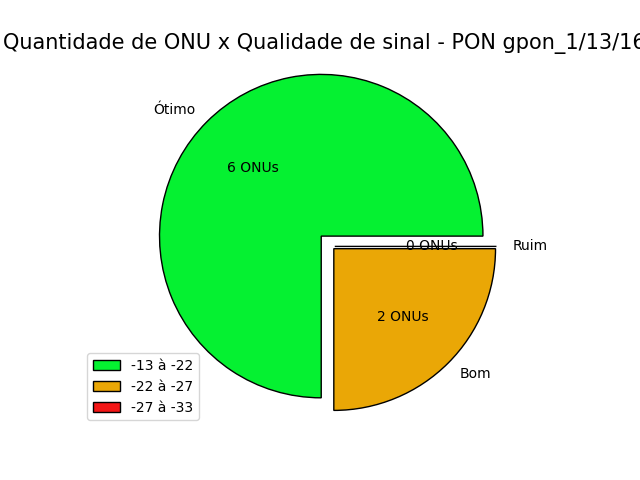 Quantidade de ONU x Qualidade de sinal - PON gpon_1/13/16
Ótimo
6 ONUs
0 ONUs
Ruim
2 ONUs
Bom
-13 à -22
-22 à -27
-27 à -33